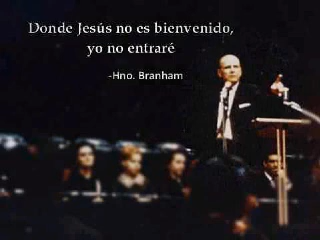 Donde Jesús no es bienvenido,
yo no entraré
-Hno. Branham